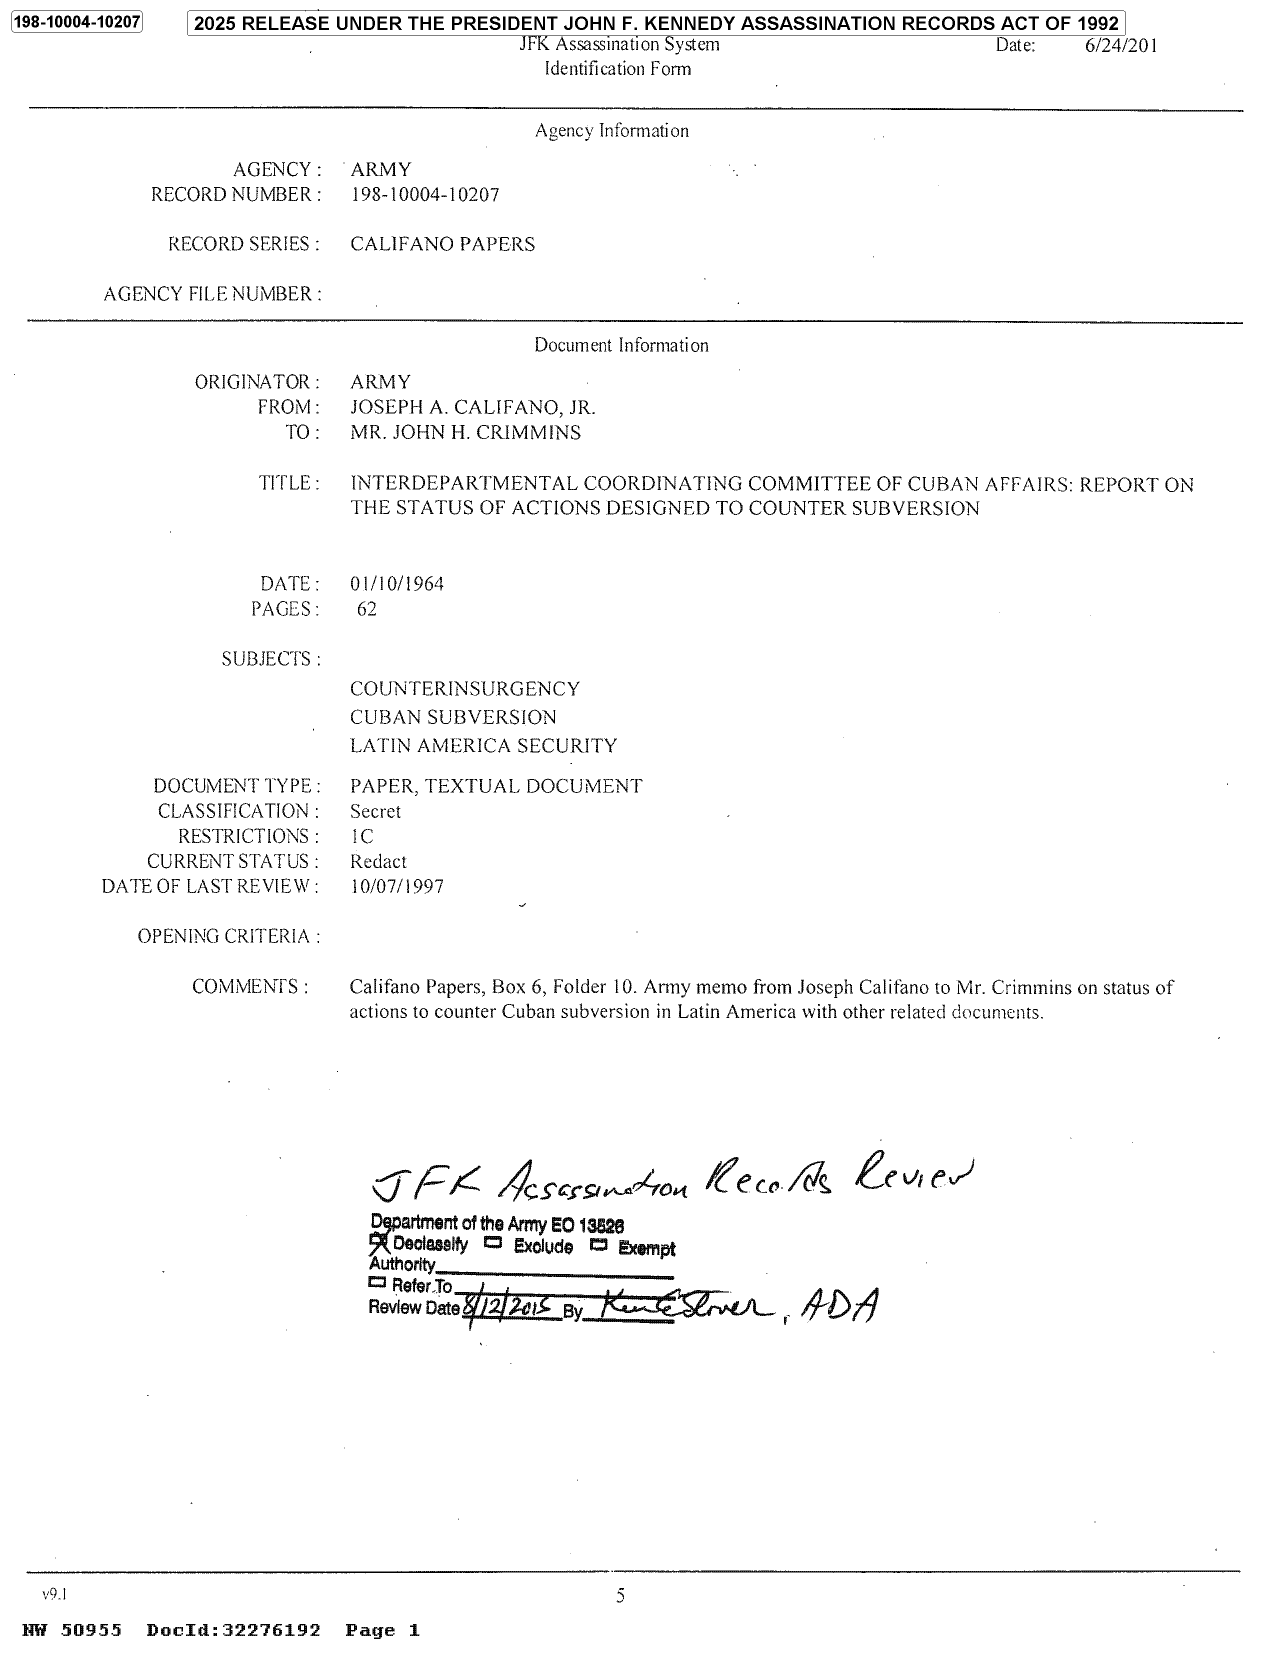 198-10004-10207
2025 RELEASE UNDER THE PRESIDENT JOHN F. KENNEDY ASSASSINATION RECORDS ACT OF 1992
JFK Assassination System
Date: 6/24/201
Identification Form
Agency Information
AGENCY : ARMY
RECORD NUMBER : 198-10004-10207
RECORD SERIES : CALIFANO PAPERS
AGENCY FILE NUMBER :
Document Information
ORIGINATOR : ARMY
FROM : JOSEPH A. CALIFANO, JR.
TO : MR. JOHN H. CRIMMINS
TITLE : INTERDEPARTMENTAL COORDINATING COMMITTEE OF CUBAN AFFAIRS: REPORT ON
THE STATUS OF ACTIONS DESIGNED TO COUNTER SUBVERSION
DATE : 01/10/1964
PAGES : 62
SUBJECTS :
COUNTERINSURGENCY
CUBAN SUBVERSION
LATIN AMERICA SECURITY
DOCUMENT TYPE : PAPER, TEXTUAL DOCUMENT
CLASSIFICATION : Secret
RESTRICTIONS : 1C
CURRENT STATUS : Redact
DATE OF LAST REVIEW : 10/07/1997
OPENING CRITERIA :
COMMENTS : Califano Papers, Box 6, Folder 10. Army memo from Joseph Califano to Mr. Crimmins on status of
actions to counter Cuban subversion in Latin America with other related documents.
JFK Assassination Records Review
Department of the Army EO 13526
Declassify Exclude Exempt
Authority
Refer To
Review Date 8/12/2015 By , ADA
v9.1
5
NW 50955 DocId:32276192 Page 1